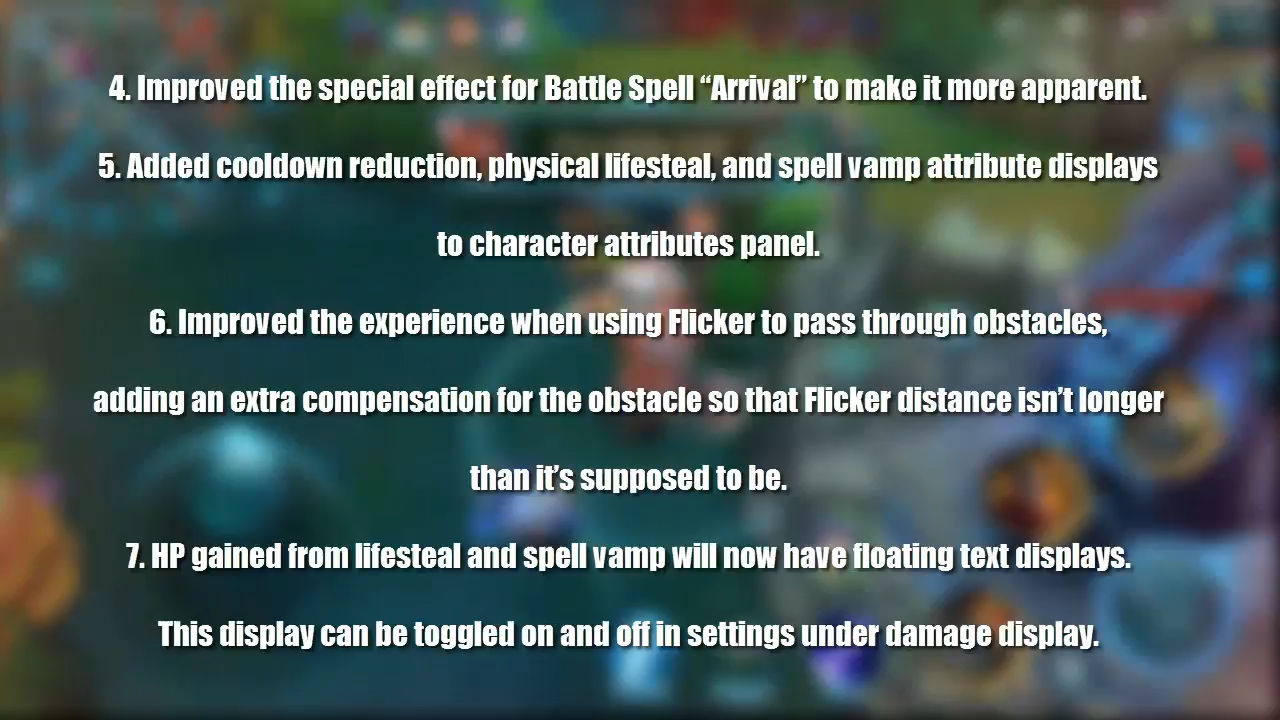 4. Improved the special effect for Battle Spell “Arrival” to make it more apparent.
5. Added cooldown reduction, physical lifesteal, and spell vamp attribute displays
to character attributes panel.
6. Improved the experience when using Flicker to pass through obstacles,
adding an extra compensation for the obstacle so that Flicker distance isn’t longer
than it’s supposed to be.
7. HP gained from lifesteal and spell vamp will now have floating text displays.
This display can be toggled on and off in settings under damage display.